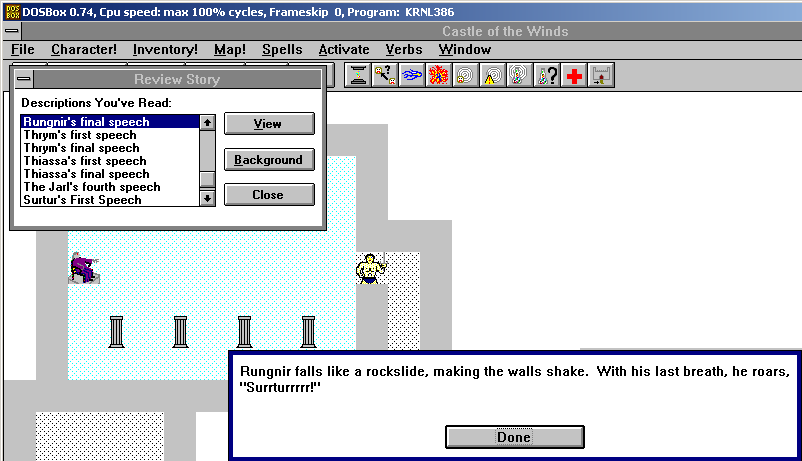 DOSBox 0.74, Cpu speed: max 100% cycles, Frameskip 0, Program: KRNL386
Castle of the Winds
File Character! Inventory! Map! Spells Activate Verbs Window
Review Story
Descriptions You've Read:
Rungnir's final speech
Thrym's first speech
Thrym's final speech
Thiassa's first speech
Thiassa's final speech
The Jarl's fourth speech
Surtur's First Speech
View
Background
Close
Rungnir falls like a rockslide, making the walls shake. With his last breath, he roars,
"Surrturrrrr!"
Done